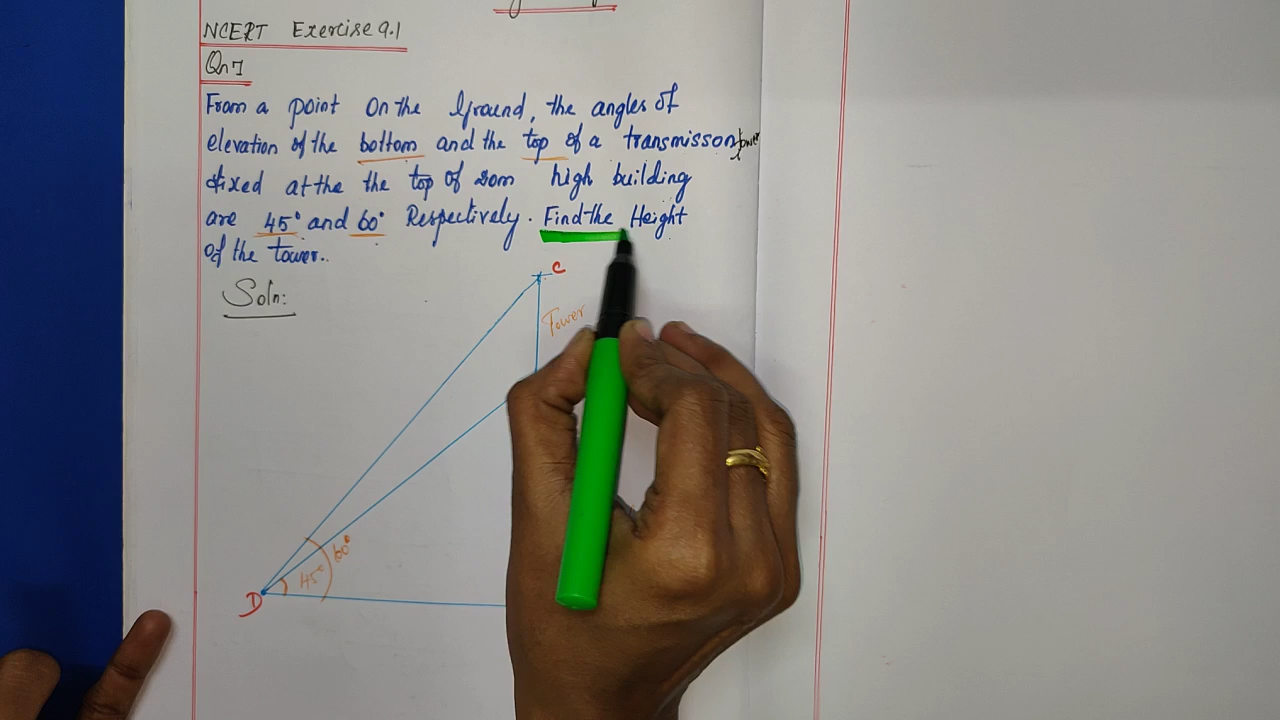 NCERT Exercise 9.1
Qn 7
From a point on the Ground, the angles of
elevation of the bottom and the top of a transmisson tower
fixed at the the top of 20m high building
are 45° and 60° Respectively. Find the Height
of the tower..
Soln:
C
Tower
60°
45°
D